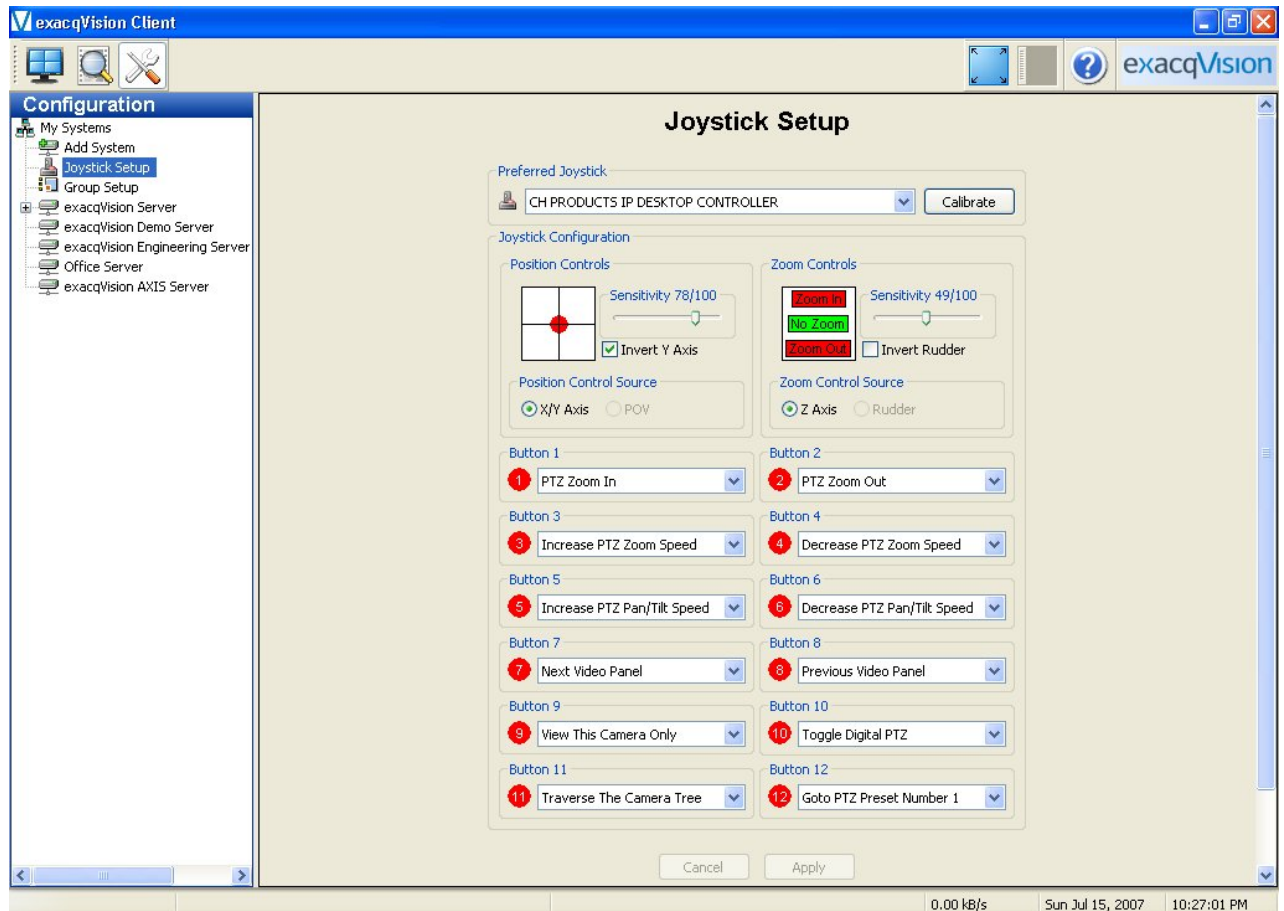 exacqVision Client
exacqVision
Configuration
My Systems
Add System
Joystick Setup
Group Setup
exacqVision Server
exacqVision Demo Server
exacqVision Engineering Server
Office Server
exacqVision AXIS Server
Joystick Setup
Preferred Joystick
CH PRODUCTS IP DESKTOP CONTROLLER
Calibrate
Joystick Configuration
Position Controls
Sensitivity 78/100
Invert Y Axis
Position Control Source
X/Y Axis
POV
Zoom Controls
Zoom In
No Zoom
Zoom Out
Sensitivity 49/100
Invert Rudder
Zoom Control Source
Z Axis
Rudder
Button 1
1 PTZ Zoom In
Button 2
2 PTZ Zoom Out
Button 3
3 Increase PTZ Zoom Speed
Button 4
4 Decrease PTZ Zoom Speed
Button 5
5 Increase PTZ Pan/Tilt Speed
Button 6
6 Decrease PTZ Pan/Tilt Speed
Button 7
7 Next Video Panel
Button 8
8 Previous Video Panel
Button 9
9 View This Camera Only
Button 10
10 Toggle Digital PTZ
Button 11
11 Traverse The Camera Tree
Button 12
12 Goto PTZ Preset Number 1
Cancel
Apply
0.00 kB/s
Sun Jul 15, 2007
10:27:01 PM